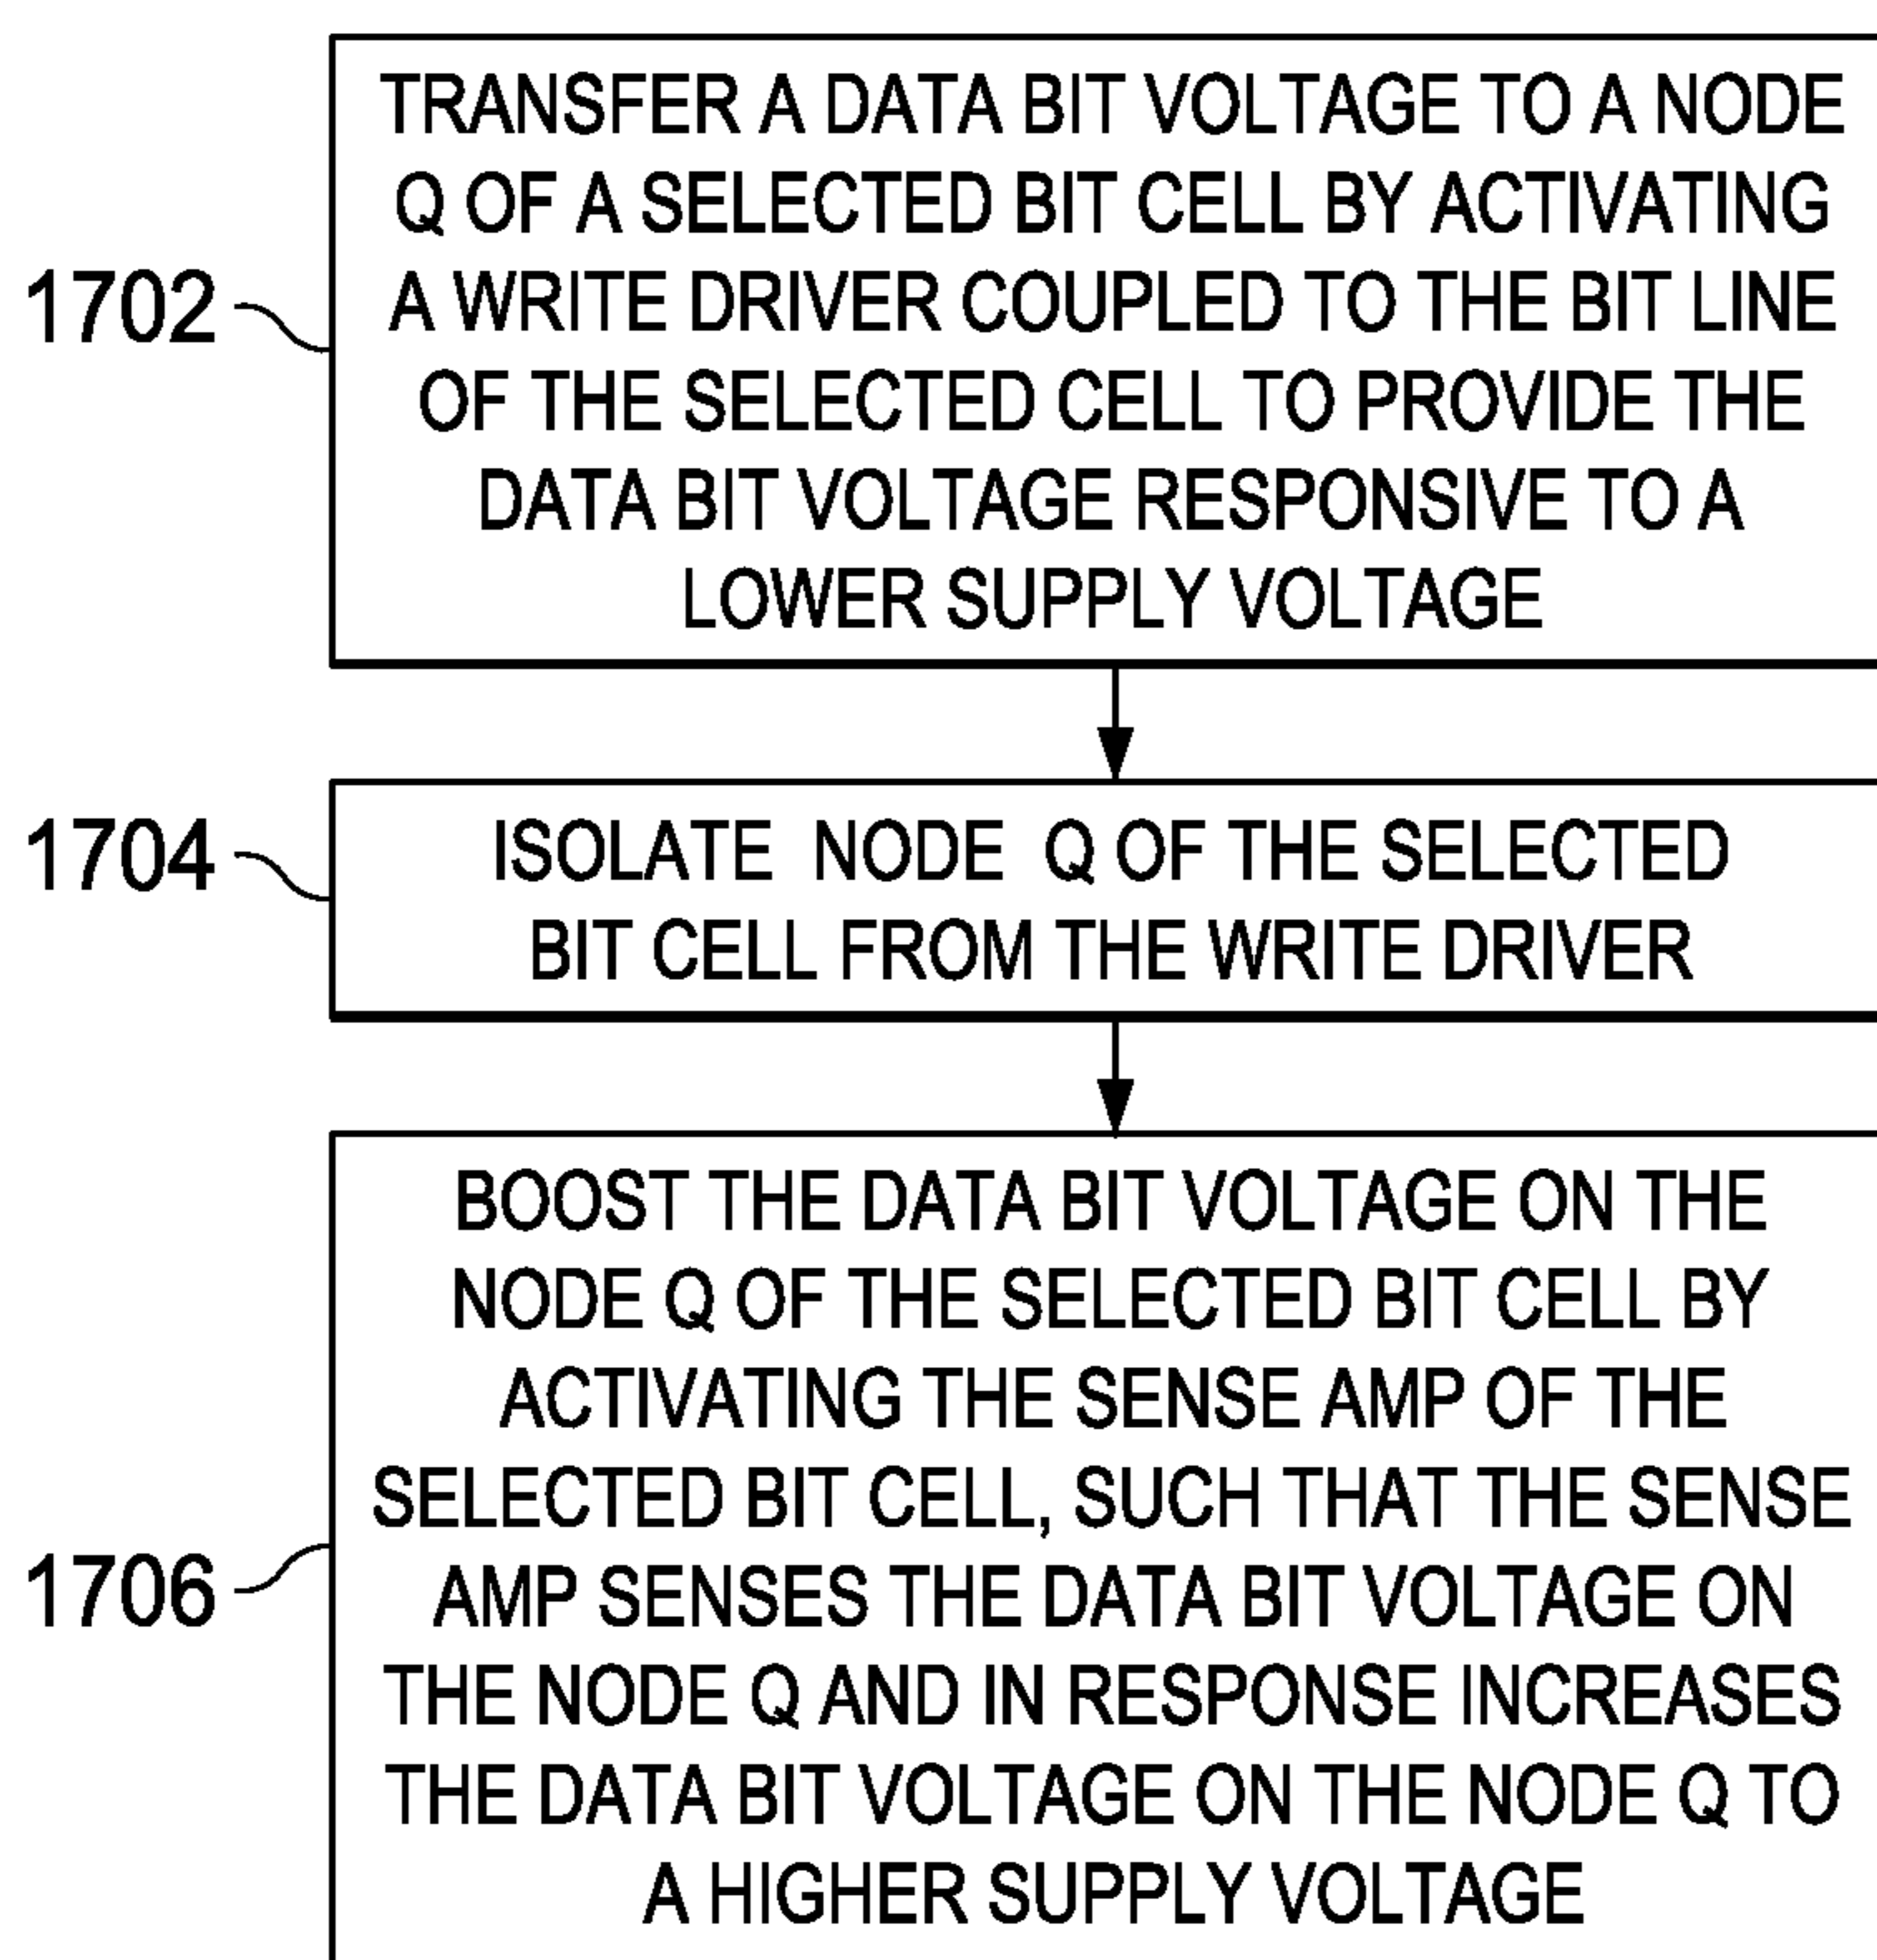 TRANSFER A DATA BIT VOLTAGE TO A NODE
Q OF A SELECTED BIT CELL BY ACTIVATING
A WRITE DRIVER COUPLED TO THE BIT LINE
OF THE SELECTED CELL TO PROVIDE THE
DATA BIT VOLTAGE RESPONSIVE TO A
LOWER SUPPLY VOLTAGE
1702
ISOLATE NODE Q OF THE SELECTED
BIT CELL FROM THE WRITE DRIVER
1704
BOOST THE DATA BIT VOLTAGE ON THE
NODE Q OF THE SELECTED BIT CELL BY
ACTIVATING THE SENSE AMP OF THE
SELECTED BIT CELL, SUCH THAT THE SENSE
AMP SENSES THE DATA BIT VOLTAGE ON
THE NODE Q AND IN RESPONSE INCREASES
THE DATA BIT VOLTAGE ON THE NODE Q TO
A HIGHER SUPPLY VOLTAGE
1706